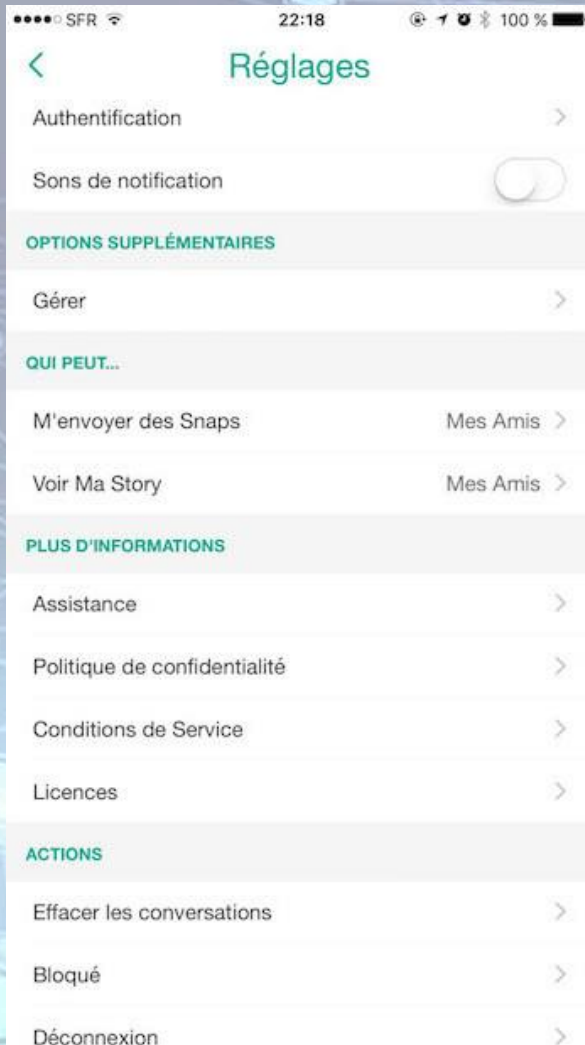 SFR 22:18 100 %
Réglages
Authentification
Sons de notification
OPTIONS SUPPLÉMENTAIRES
Gérer
QUI PEUT...
M'envoyer des Snaps Mes Amis
Voir Ma Story Mes Amis
PLUS D'INFORMATIONS
Assistance
Politique de confidentialité
Conditions de Service
Licences
ACTIONS
Effacer les conversations
Bloqué
Déconnexion